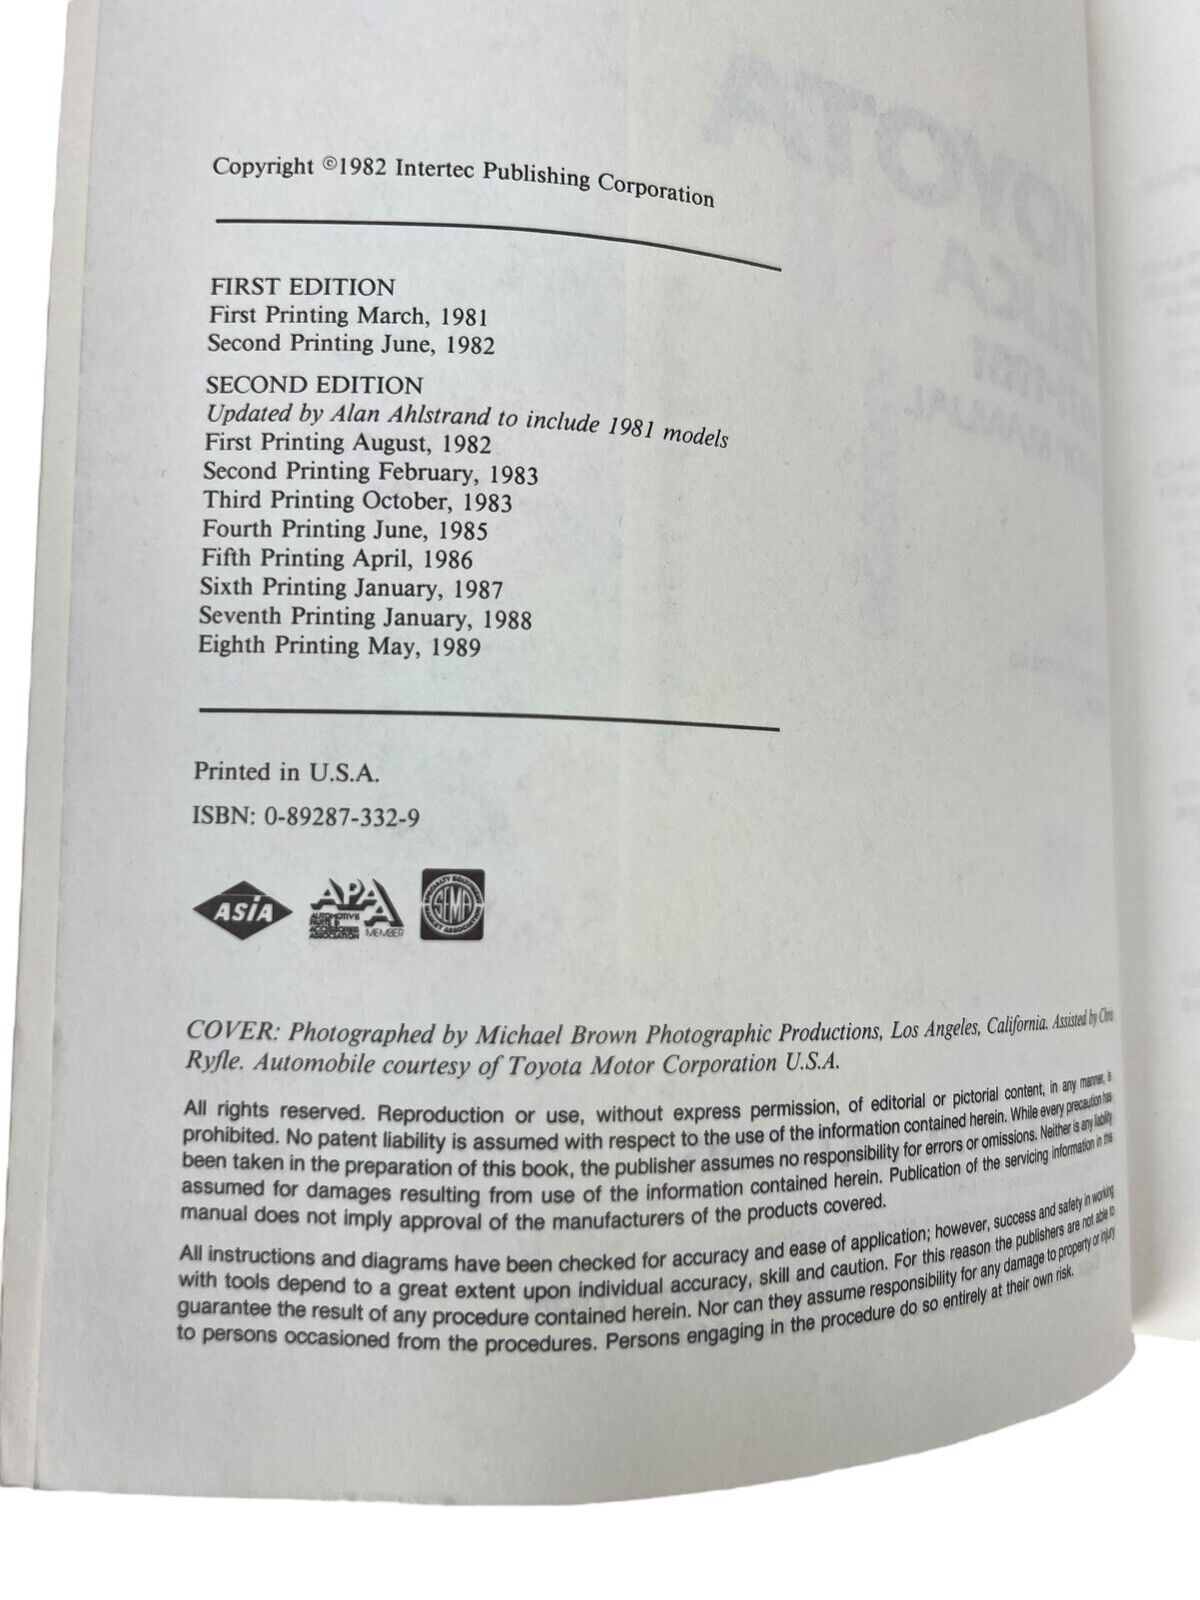 Copyright ©1982 Intertec Publishing Corporation
FIRST EDITION
First Printing March, 1981
Second Printing June, 1982
SECOND EDITION
Updated by Alan Ahlstrand to include 1981 models
First Printing August, 1982
Second Printing February, 1983
Third Printing October, 1983
Fourth Printing June, 1985
Fifth Printing April, 1986
Sixth Printing January, 1987
Seventh Printing January, 1988
Eighth Printing May, 1989
Printed in U.S.A.
ISBN: 0-89287-332-9
ASiA
APAA
AUTOMOTIVE
PARTS &
ACCESSORIES
ASSOCIATION MEMBER
SPECIALTY EQUIPMENT
SEMA
MARKET ASSOCIATION
COVER: Photographed by Michael Brown Photographic Productions, Los Angeles, California. Assisted by Chris
Ryfle. Automobile courtesy of Toyota Motor Corporation U.S.A.
All rights reserved. Reproduction or use, without express permission, of editorial or pictorial content, in any manner, is
prohibited. No patent liability is assumed with respect to the use of the information contained herein. While every precaution has
been taken in the preparation of this book, the publisher assumes no responsibility for errors or omissions. Neither is any liability
assumed for damages resulting from use of the information contained herein. Publication of the servicing information in this
manual does not imply approval of the manufacturers of the products covered.
All instructions and diagrams have been checked for accuracy and ease of application; however, success and safety in working
with tools depend to a great extent upon individual accuracy, skill and caution. For this reason the publishers are not able to
guarantee the result of any procedure contained herein. Nor can they assume responsibility for any damage to property or injury
to persons occasioned from the procedures. Persons engaging in the procedure do so entirely at their own risk.